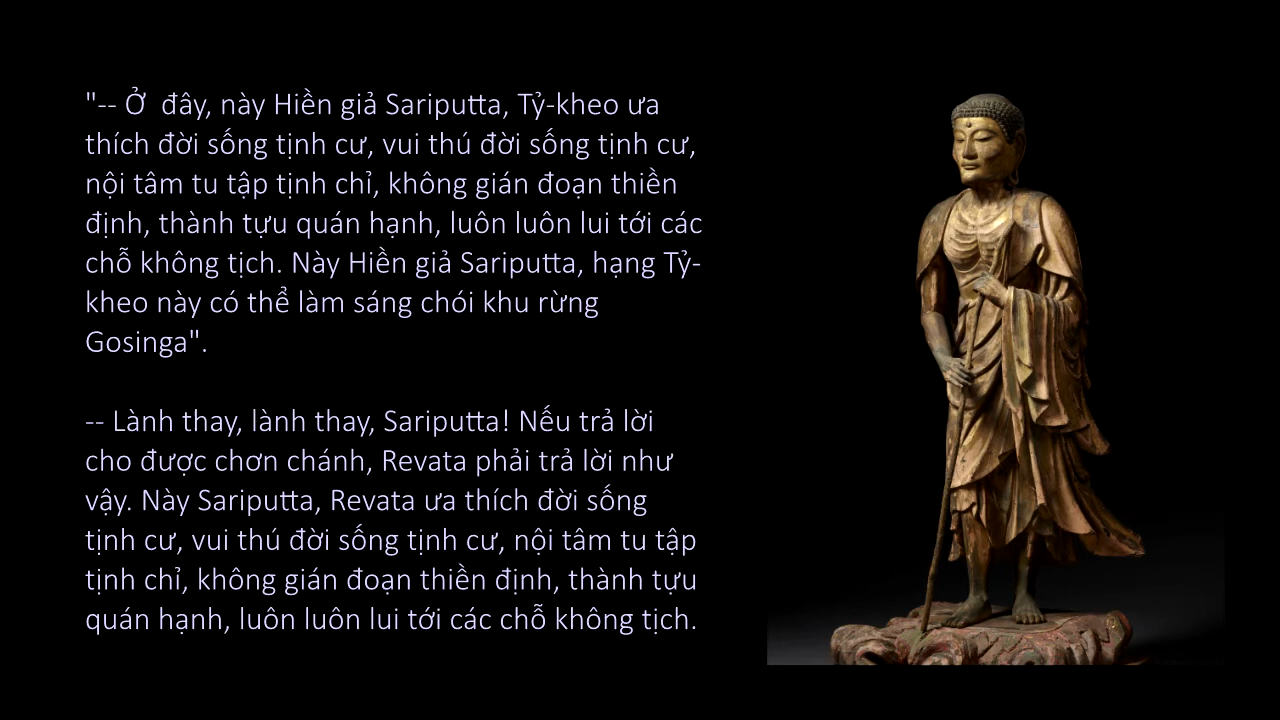 "-- Ở  đây, này Hiền giả Sariputta, Tỷ-kheo ưa
thích đời sống tịnh cư, vui thú đời sống tịnh cư,
nội tâm tu tập tịnh chỉ, không gián đoạn thiền
định, thành tựu quán hạnh, luôn luôn lui tới các
chỗ không tịch. Này Hiền giả Sariputta, hạng Tỷ-
kheo này có thể làm sáng chói khu rừng
Gosinga".
-- Lành thay, lành thay, Sariputta! Nếu trả lời
cho được chơn chánh, Revata phải trả lời như
vậy. Này Sariputta, Revata ưa thích đời sống
tịnh cư, vui thú đời sống tịnh cư, nội tâm tu tập
tịnh chỉ, không gián đoạn thiền định, thành tựu
quán hạnh, luôn luôn lui tới các chỗ không tịch.